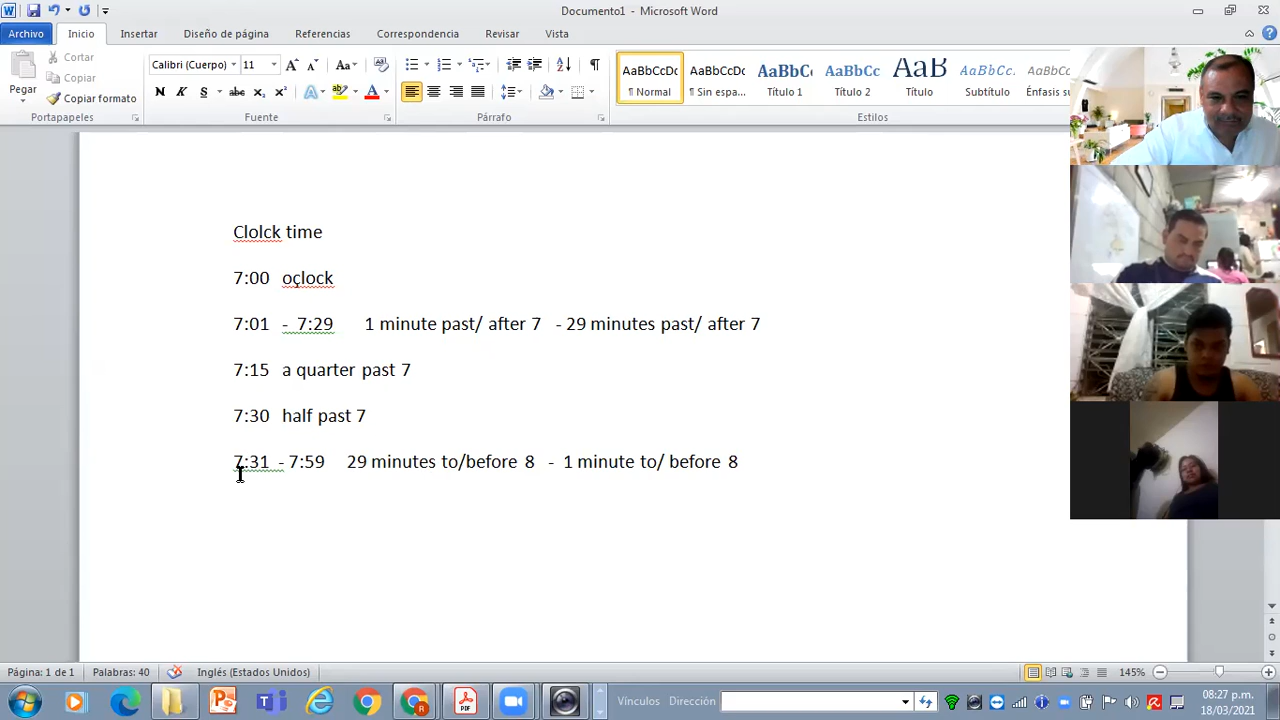 Documento1 - Microsoft Word
Archivo Inicio Insertar Diseño de página Referencias Correspondencia Revisar Vista
Pegar
Cortar
Copiar
Copiar formato
Calibri (Cuerpo) 11
AaBbCcDc AaBbCcDc AaBbC AaBbCc AaB AaBbCc. AaBbCcD
¶ Normal ¶ Sin espa... Título 1 Título 2 Título Subtítulo Énfasis s
Portapapeles Fuente Párrafo Estilos
Clolck time
7:00 oçlock
7:01 - 7:29 1 minute past/ after 7 - 29 minutes past/ after 7
7:15 a quarter past 7
7:30 half past 7
7:31 - 7:59 29 minutes to/before 8 - 1 minute to/ before 8
Página: 1 de 1 Palabras: 40 Inglés (Estados Unidos) 145%
Vínculos Dirección
08:27 p.m.
18/03/2021